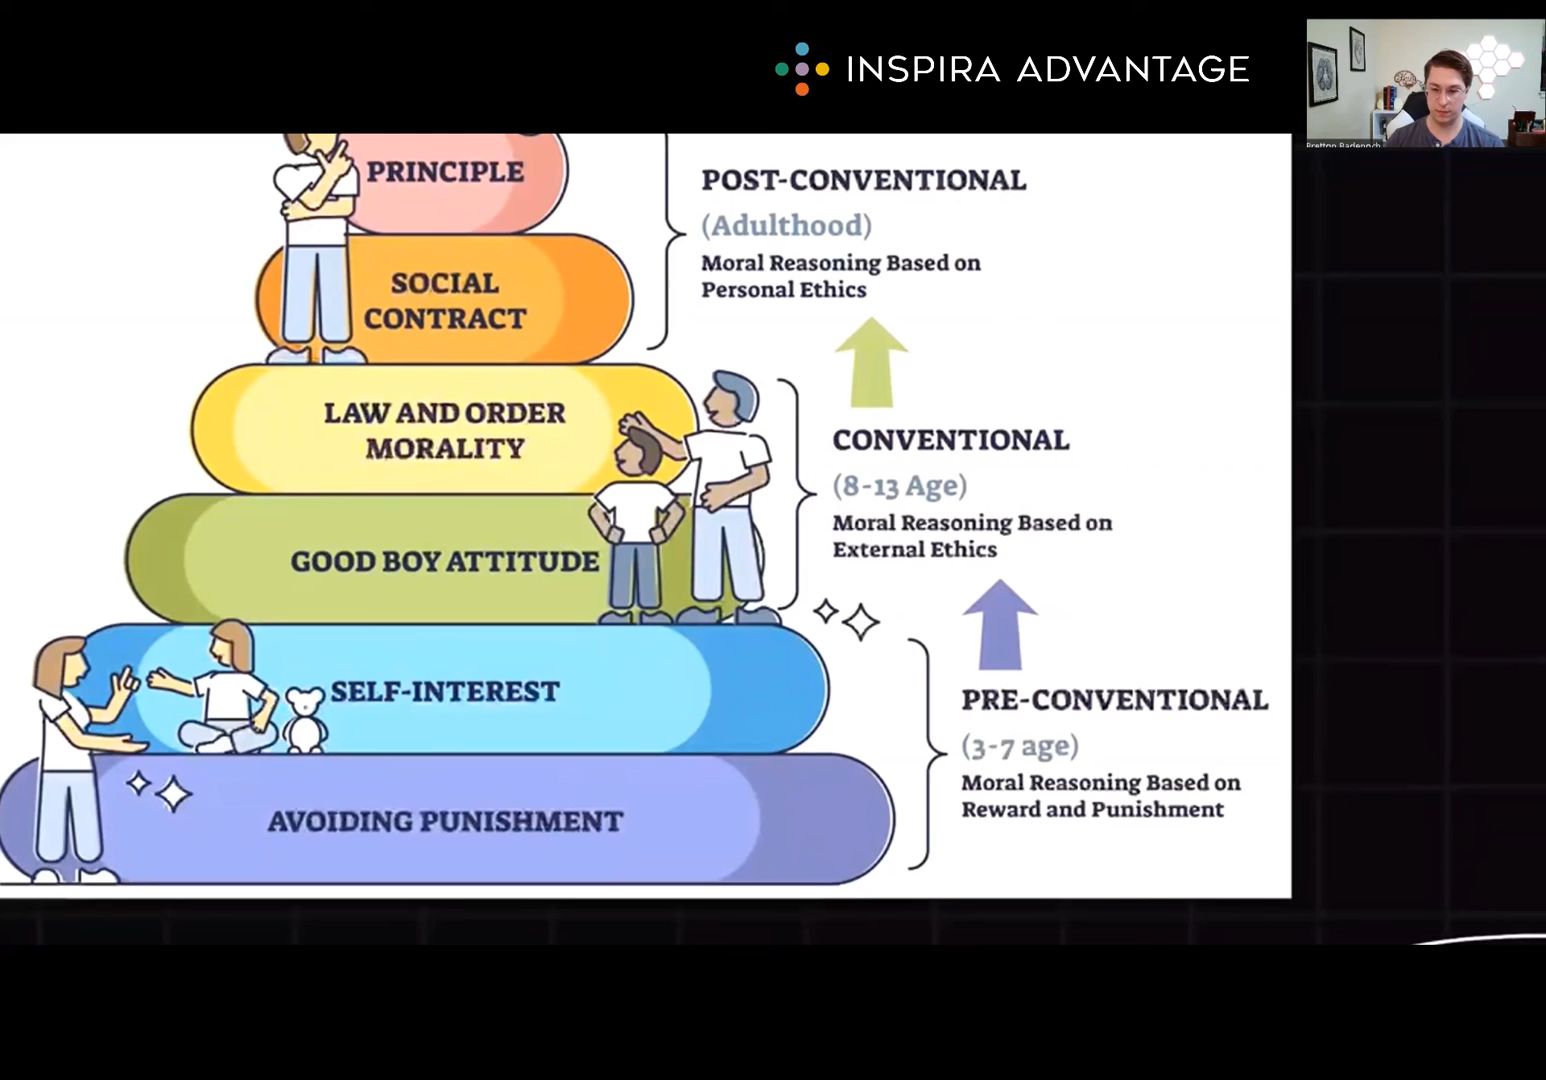 INSPIRA ADVANTAGE
PRINCIPLE
POST-CONVENTIONAL
(Adulthood)
Moral Reasoning Based on
Personal Ethics
SOCIAL
CONTRACT
LAW AND ORDER
MORALITY
CONVENTIONAL
(8-13 Age)
Moral Reasoning Based on
External Ethics
GOOD BOY ATTITUDE
SELF-INTEREST
PRE-CONVENTIONAL
(3-7 age)
Moral Reasoning Based on
Reward and Punishment
AVOIDING PUNISHMENT